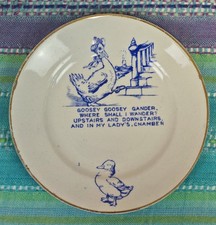 GOOSEY GOOSEY GANDER,
WHERE SHALL I WANDER?
UPSTAIRS AND DOWNSTAIRS,
AND IN MY LADY'S, CHAMBER